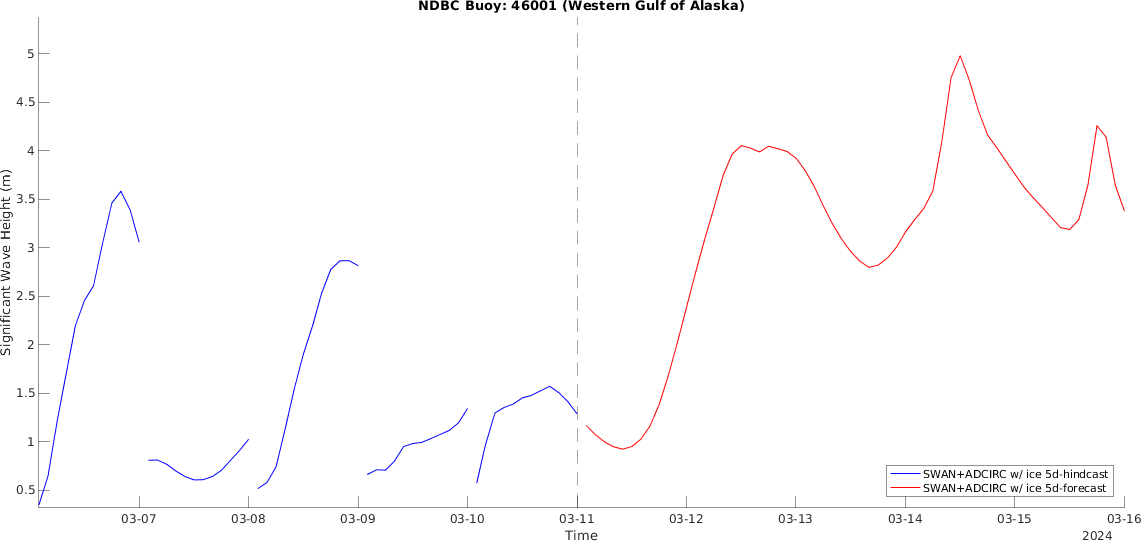 NDBC Buoy: 46001 (Western Gulf of Alaska)
Significant Wave Height (m)
5
4.5
4
3.5
3
2.5
2
1.5
1
0.5
SWAN+ADCIRC w/ ice 5d-hindcast
SWAN+ADCIRC w/ ice 5d-forecast
03-07 03-08 03-09 03-10 03-11 03-12 03-13 03-14 03-15 03-16
Time
2024